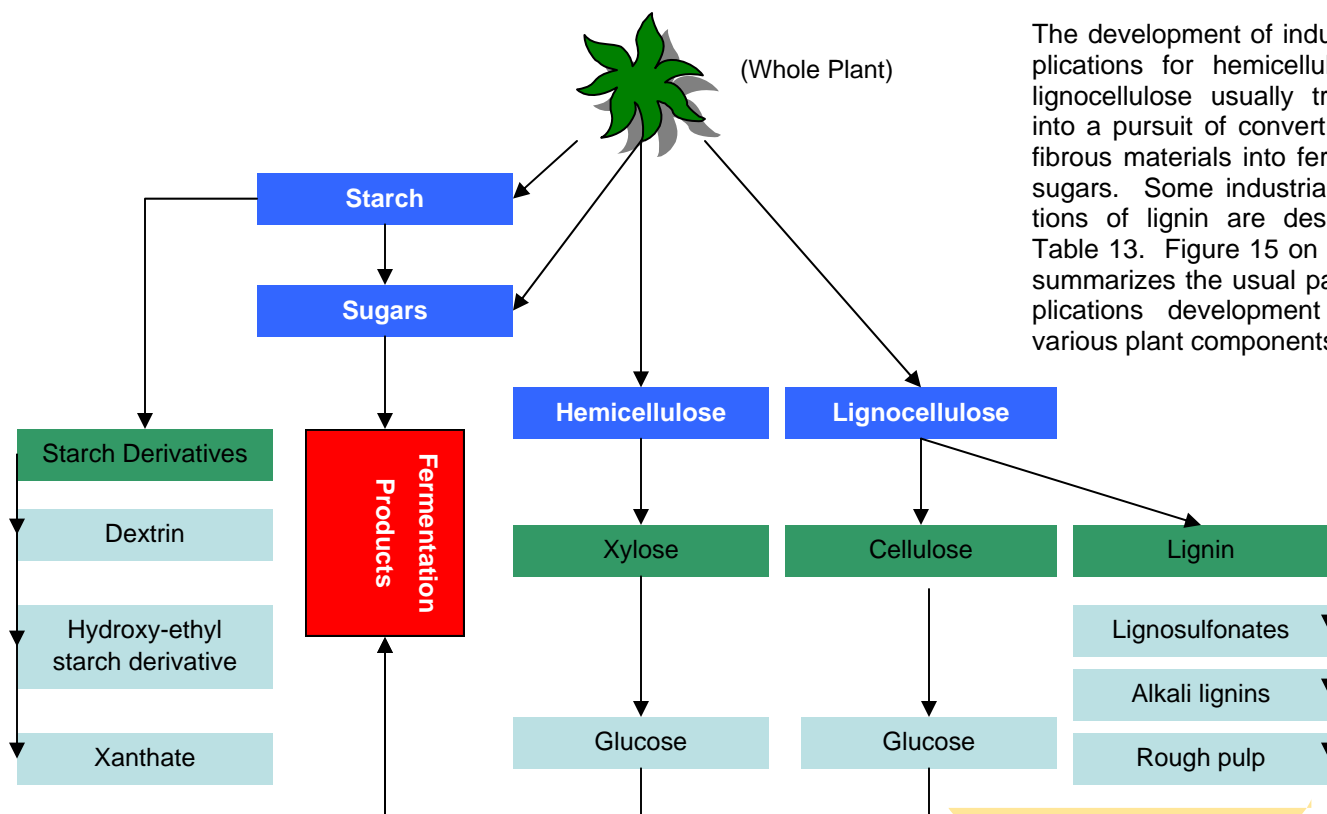 (Whole Plant)
The development of indu
plications for hemicellul
lignocellulose usually tr
into a pursuit of convert
fibrous materials into fer
sugars. Some industria
tions of lignin are des
Table 13. Figure 15 on
summarizes the usual pa
plications development
various plant components
Starch
Sugars
Hemicellulose
Lignocellulose
Starch Derivatives
Fermentation
Products
Dextrin
Xylose
Cellulose
Lignin
Hydroxy-ethyl
starch derivative
Lignosulfonates
Alkali lignins
Xanthate
Glucose
Glucose
Rough pulp